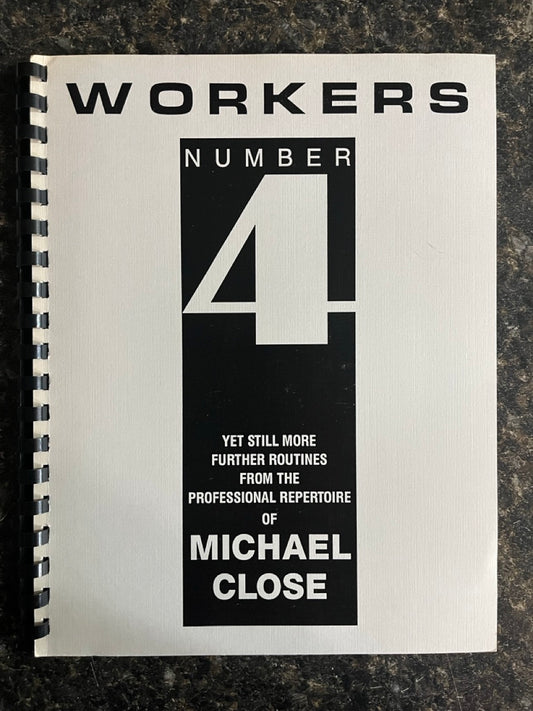 WORKERS
NUMBER
4
YET STILL MORE
FURTHER ROUTINES
FROM THE
PROFESSIONAL REPERTOIRE
OF
MICHAEL
CLOSE